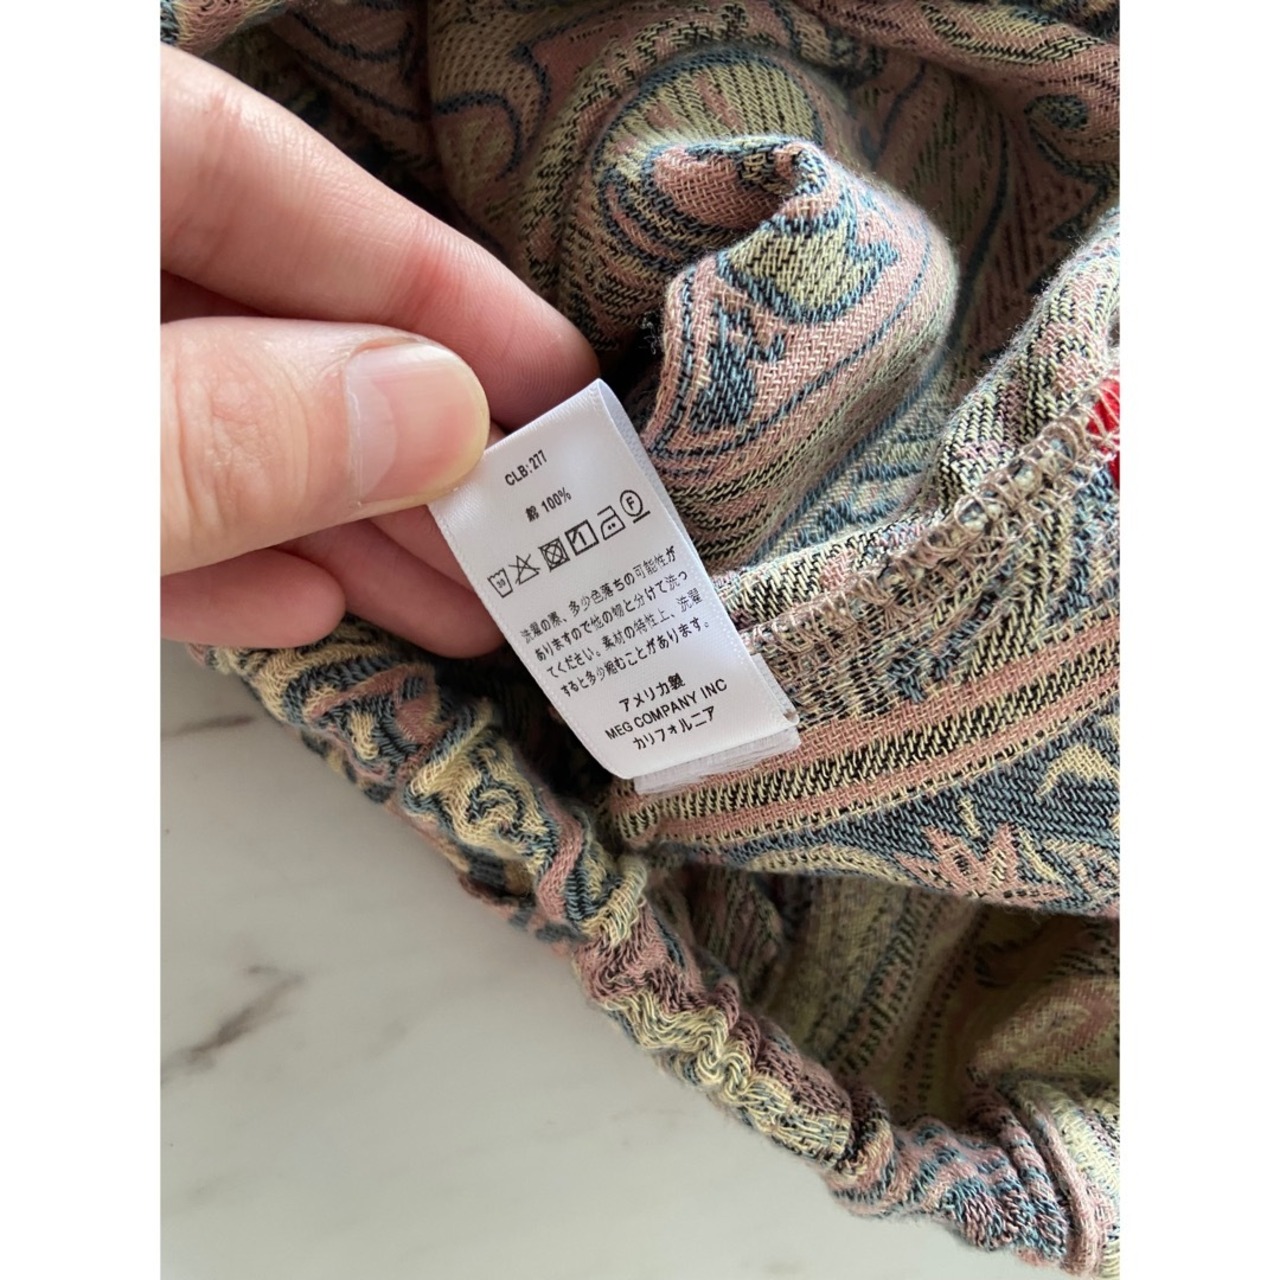 CLB:277
綿 100%
30 F
洗濯の際、多少色落ちの可能性が
ありますので他の物と分けて洗っ
てください。素材の特性上、洗濯
すると多少縮むことがあります。
アメリカ製
MEG COMPANY INC
カリフォルニア